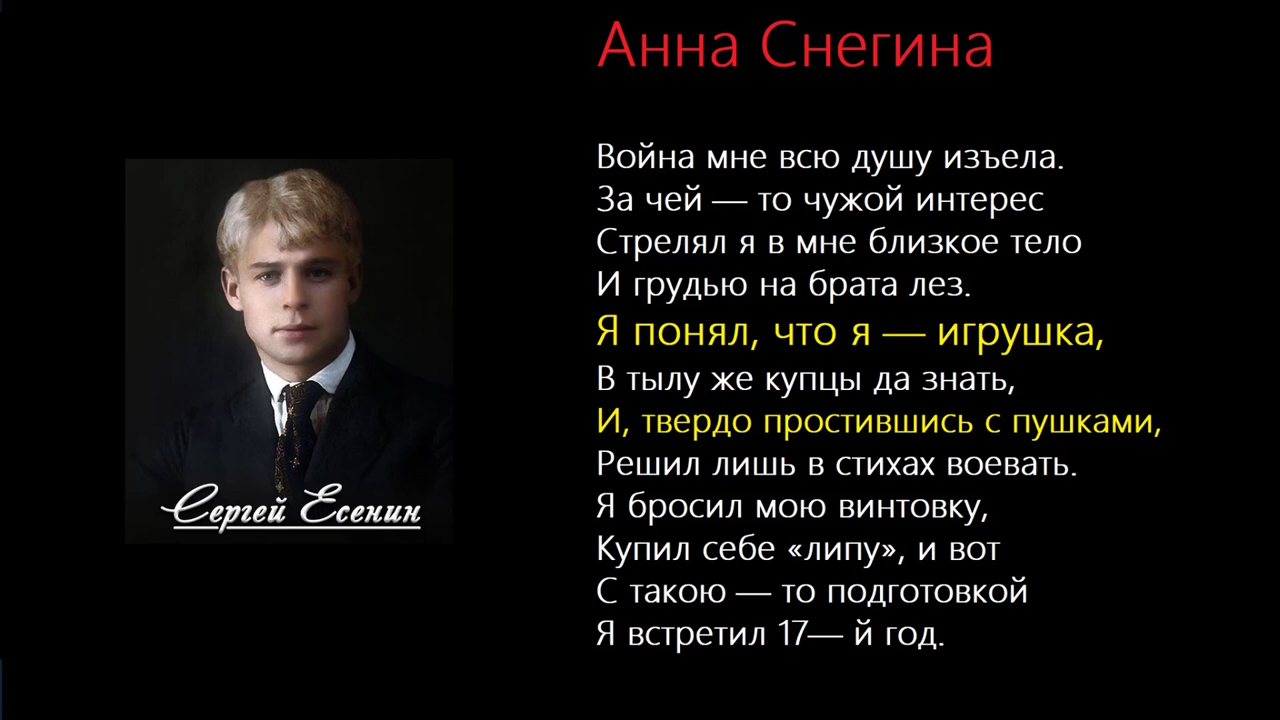 Анна Снегина
Война мне всю душу изъела.
За чей — то чужой интерес
Стрелял я в мне близкое тело
И грудью на брата лез.
Я понял, что я — игрушка,
В тылу же купцы да знать,
И, твердо простившись с пушками,
Решил лишь в стихах воевать.
Я бросил мою винтовку,
Купил себе «липу», и вот
С такою — то подготовкой
Я встретил 17— й год.
Сергей Есенин